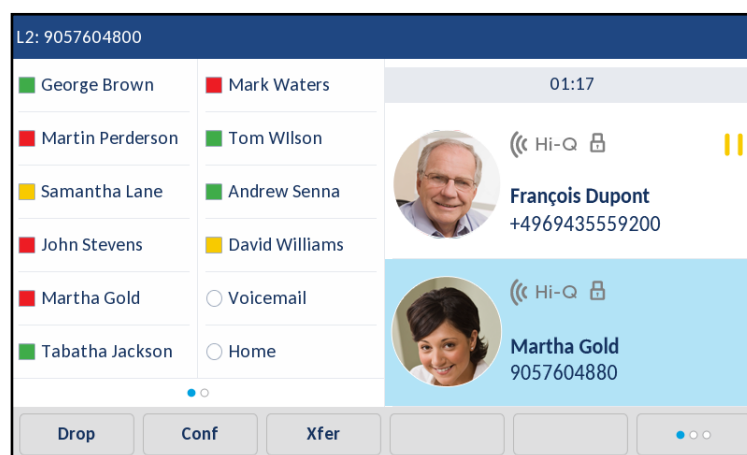 L2: 9057604800
George Brown
Martin Perderson
Samantha Lane
John Stevens
Martha Gold
Tabatha Jackson
Mark Waters
Tom WIlson
Andrew Senna
David Williams
Voicemail
Home
01:17
Hi-Q
François Dupont
+4969435559200
Hi-Q
Martha Gold
9057604880
Drop Conf Xfer